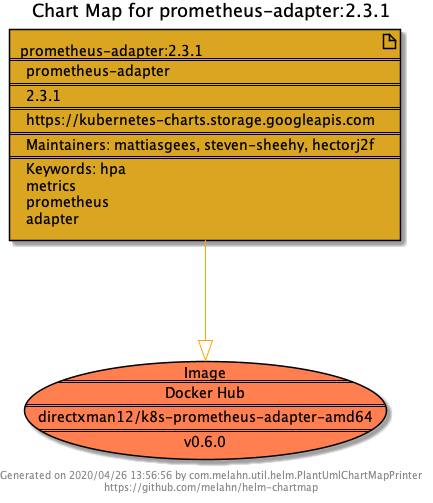 Chart Map for prometheus-adapter:2.3.1
prometheus-adapter:2.3.1
prometheus-adapter
2.3.1
https://kubernetes-charts.storage.googleapis.com
Maintainers: mattiasgees, steven-sheehy, hectorj2f
Keywords: hpa
metrics
prometheus
adapter
Image
Docker Hub
directxman12/k8s-prometheus-adapter-amd64
v0.6.0
Generated on 2020/04/26 13:56:56 by com.melahn.util.helm.PlantUmlChartMapPrinter
https://github.com/melahn/helm-chartmap